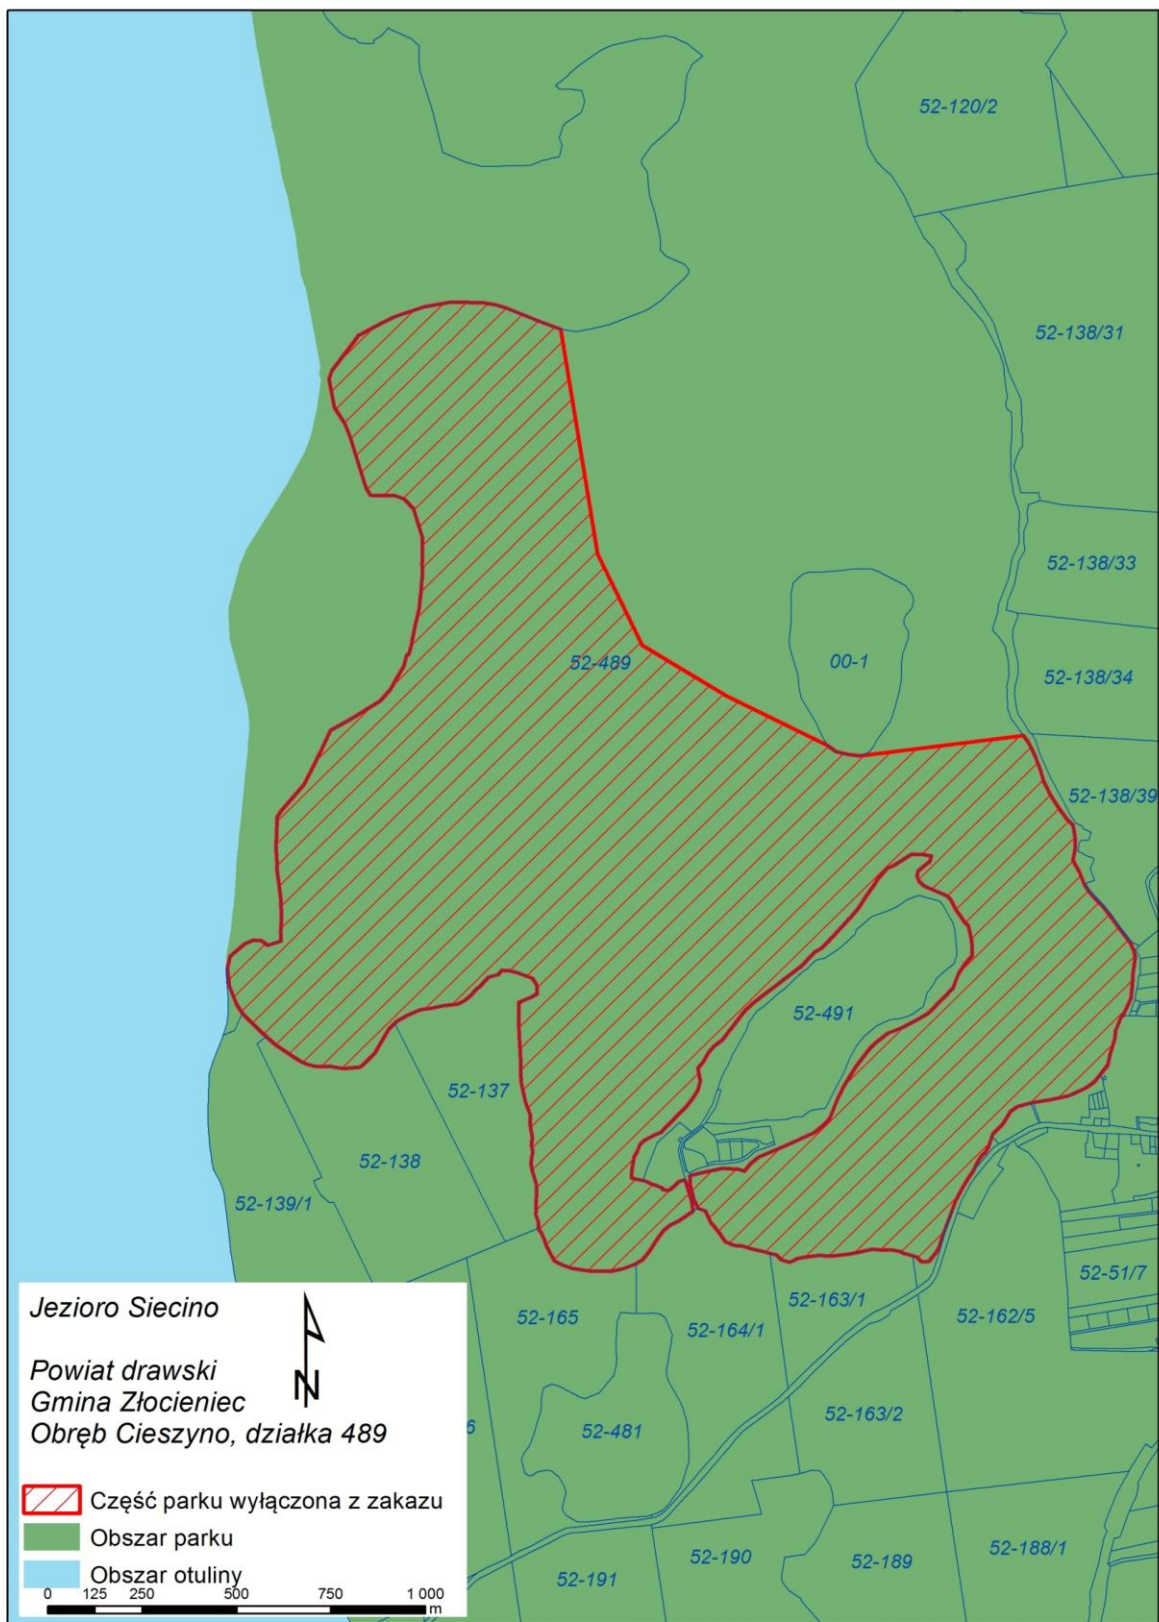 52-120/2
52-138/31
52-138/33
52-489
00-1
52-138/34
52-138/39
52-491
52-137
52-138
52-139/1
52-51/7
52-165
52-163/1
52-162/5
52-164/1
52-163/2
52-481
6
52-188/1
52-190
52-189
52-191
Jezioro Siecino
N
Powiat drawski
Gmina Złocieniec
Obręb Cieszyno, działka 489
Część parku wyłączona z zakazu
Obszar parku
Obszar otuliny
0 125 250 500 750 1 000
m